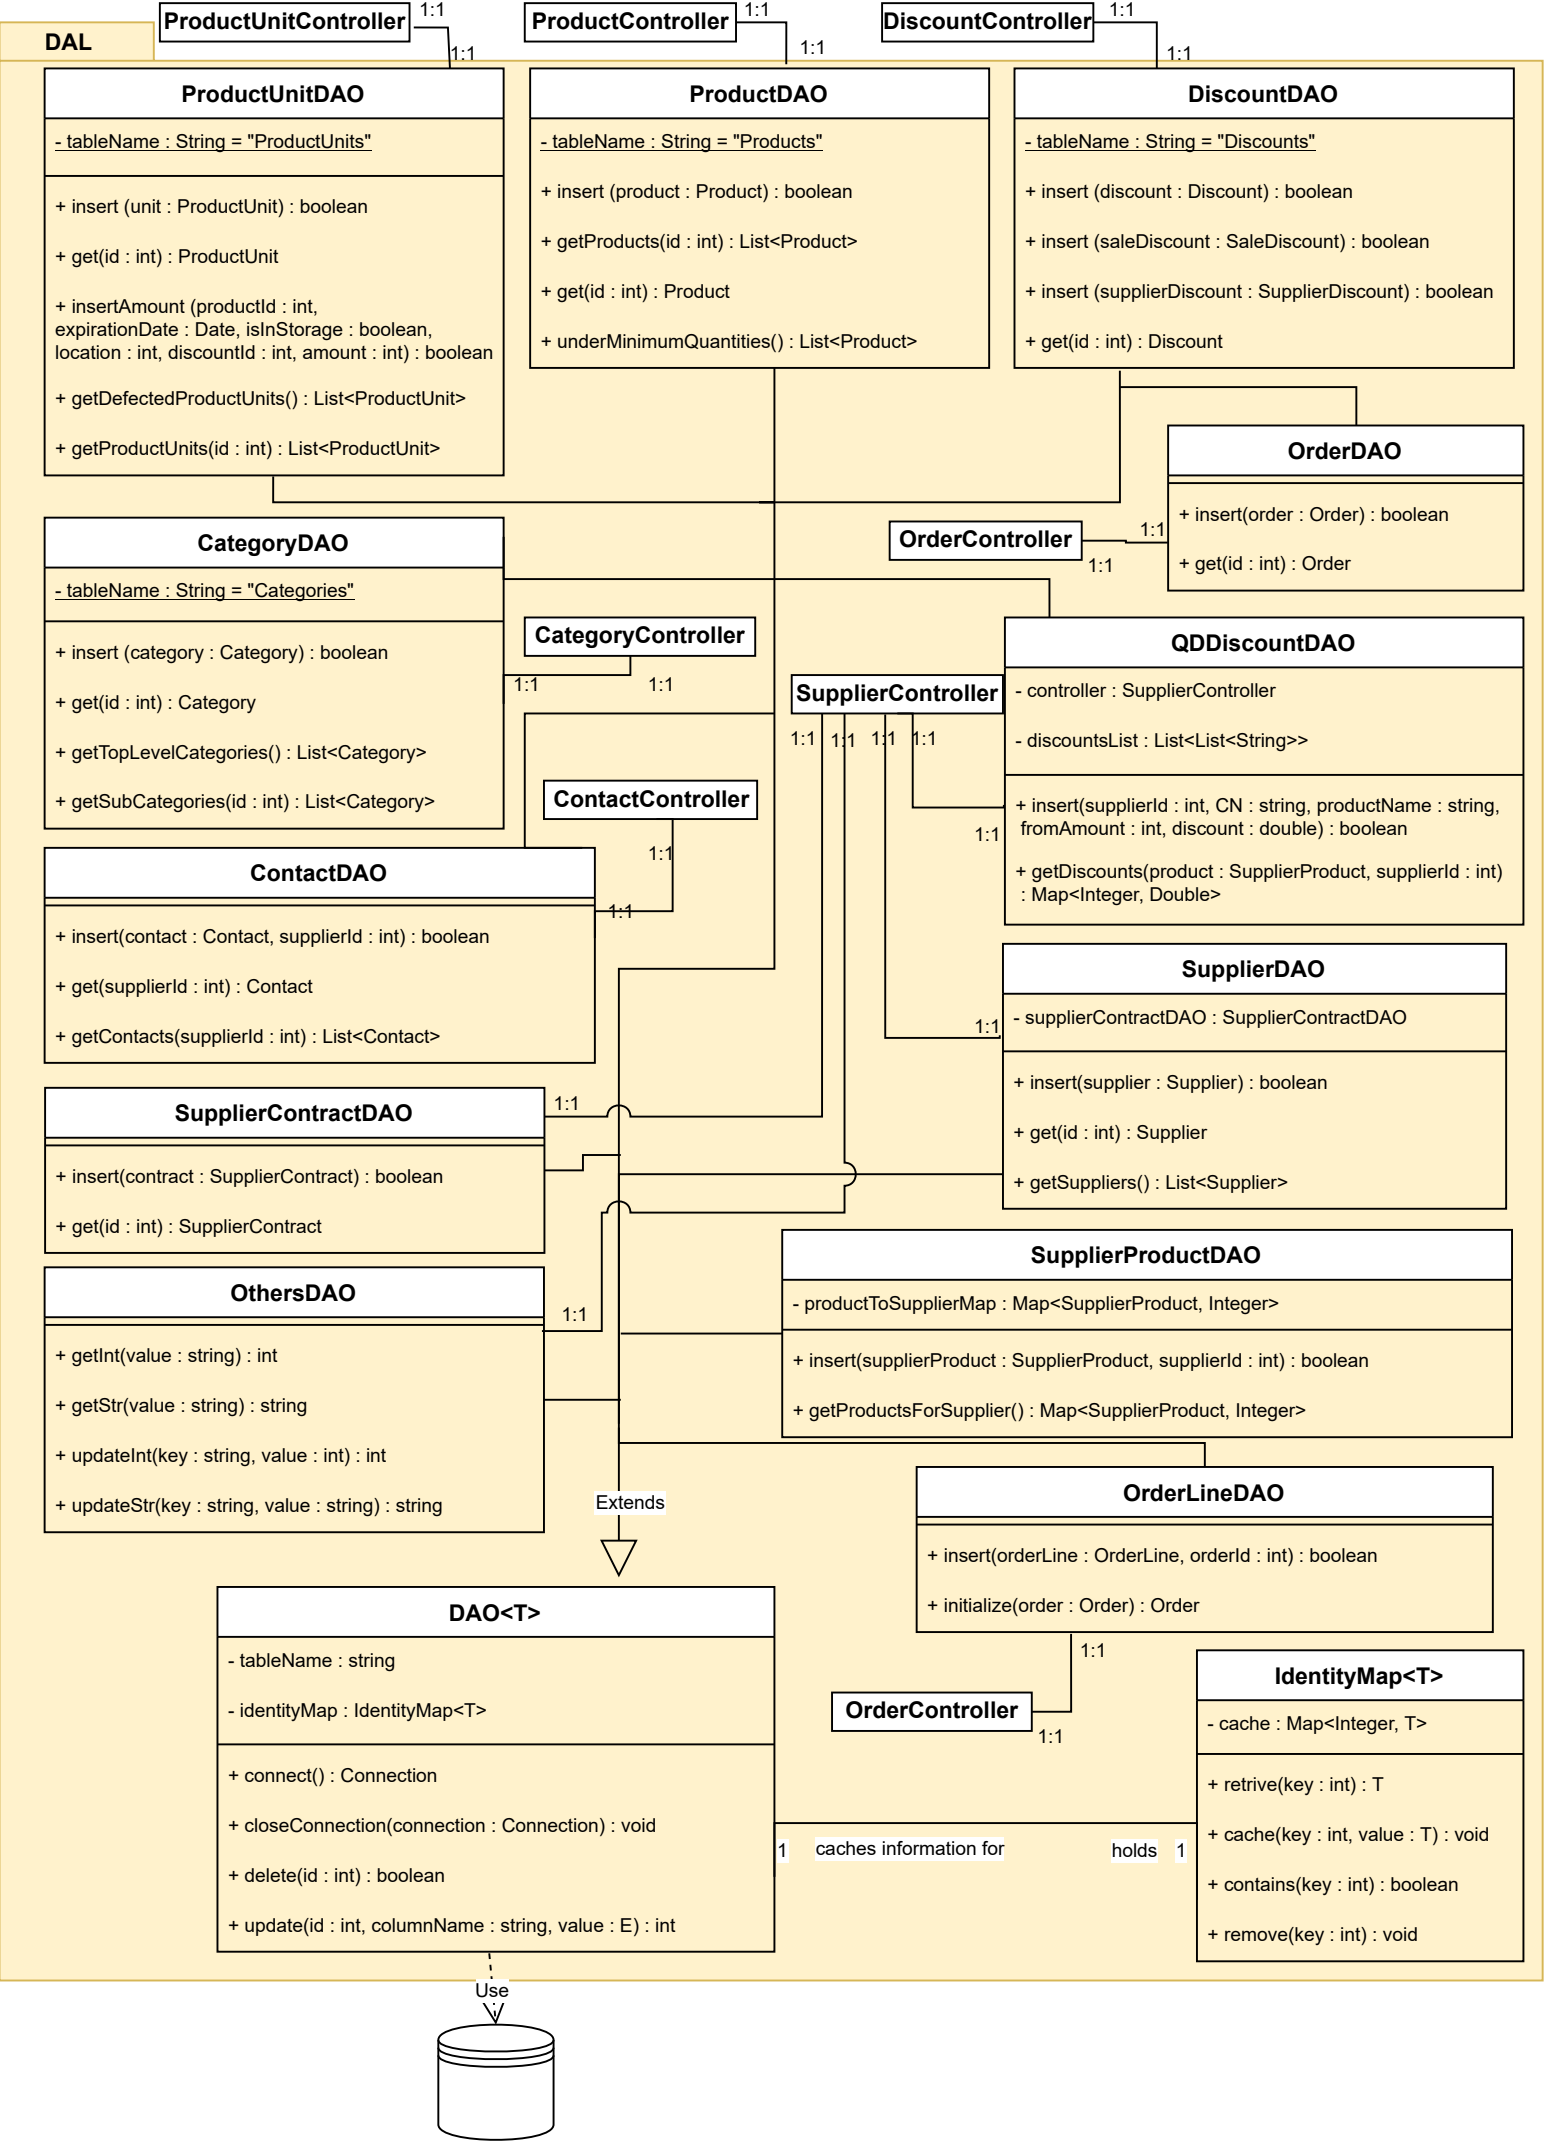 ProductUnitController
1:1
1:1
ProductController
1:1
1:1
DiscountController
1:1
1:1
DAL
ProductUnitDAO
- tableName : String = "ProductUnits"
+ insert (unit : ProductUnit) : boolean
+ get(id : int) : ProductUnit
+ insertAmount (productId : int,
expirationDate : Date, isInStorage : boolean,
location : int, discountId : int, amount : int) : boolean
+ getDefectedProductUnits() : List<ProductUnit>
+ getProductUnits(id : int) : List<ProductUnit>
ProductDAO
- tableName : String = "Products"
+ insert (product : Product) : boolean
+ getProducts(id : int) : List<Product>
+ get(id : int) : Product
+ underMinimumQuantities() : List<Product>
DiscountDAO
- tableName : String = "Discounts"
+ insert (discount : Discount) : boolean
+ insert (saleDiscount : SaleDiscount) : boolean
+ insert (supplierDiscount : SupplierDiscount) : boolean
+ get(id : int) : Discount
OrderDAO
+ insert(order : Order) : boolean
+ get(id : int) : Order
OrderController
1:1
1:1
CategoryDAO
- tableName : String = "Categories"
+ insert (category : Category) : boolean
+ get(id : int) : Category
+ getTopLevelCategories() : List<Category>
+ getSubCategories(id : int) : List<Category>
CategoryController
1:1
1:1
SupplierController
1:1
1:1
1:1
1:1
QDDiscountDAO
- controller : SupplierController
- discountsList : List<List<String>>
+ insert(supplierId : int, CN : string, productName : string,
fromAmount : int, discount : double) : boolean
+ getDiscounts(product : SupplierProduct, supplierId : int)
: Map<Integer, Double>
1:1
ContactController
1:1
1:1
ContactDAO
+ insert(contact : Contact, supplierId : int) : boolean
+ get(supplierId : int) : Contact
+ getContacts(supplierId : int) : List<Contact>
SupplierDAO
- supplierContractDAO : SupplierContractDAO
+ insert(supplier : Supplier) : boolean
+ get(id : int) : Supplier
+ getSuppliers() : List<Supplier>
1:1
SupplierContractDAO
+ insert(contract : SupplierContract) : boolean
+ get(id : int) : SupplierContract
1:1
OthersDAO
+ getInt(value : string) : int
+ getStr(value : string) : string
+ updateInt(key : string, value : int) : int
+ updateStr(key : string, value : string) : string
1:1
SupplierProductDAO
- productToSupplierMap : Map<SupplierProduct, Integer>
+ insert(supplierProduct : SupplierProduct, supplierId : int) : boolean
+ getProductsForSupplier() : Map<SupplierProduct, Integer>
Extends
OrderLineDAO
+ insert(orderLine : OrderLine, orderId : int) : boolean
+ initialize(order : Order) : Order
1:1
OrderController
1:1
DAO<T>
- tableName : string
- identityMap : IdentityMap<T>
+ connect() : Connection
+ closeConnection(connection : Connection) : void
+ delete(id : int) : boolean
+ update(id : int, columnName : string, value : E) : int
1
caches information for
holds
1
IdentityMap<T>
- cache : Map<Integer, T>
+ retrive(key : int) : T
+ cache(key : int, value : T) : void
+ contains(key : int) : boolean
+ remove(key : int) : void
Use